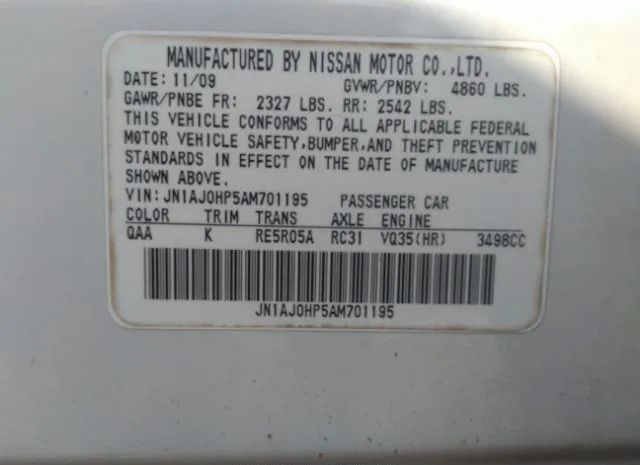 MANUFACTURED BY NISSAN MOTOR CO.,LTD.
DATE: 11/09 GVWR/PNBV: 4860 LBS.
GAWR/PNBE FR: 2327 LBS. RR: 2542 LBS.
THIS VEHICLE CONFORMS TO ALL APPLICABLE FEDERAL
MOTOR VEHICLE SAFETY,BUMPER,AND THEFT PREVENTION
STANDARDS IN EFFECT ON THE DATE OF MANUFACTURE
SHOWN ABOVE.
VIN: JN1AJ0HP5AM701195 PASSENGER CAR
COLOR TRIM TRANS AXLE ENGINE
QAA K RE5R05A RC31 VQ35(HR) 3498CC
JN1AJ0HP5AM701195